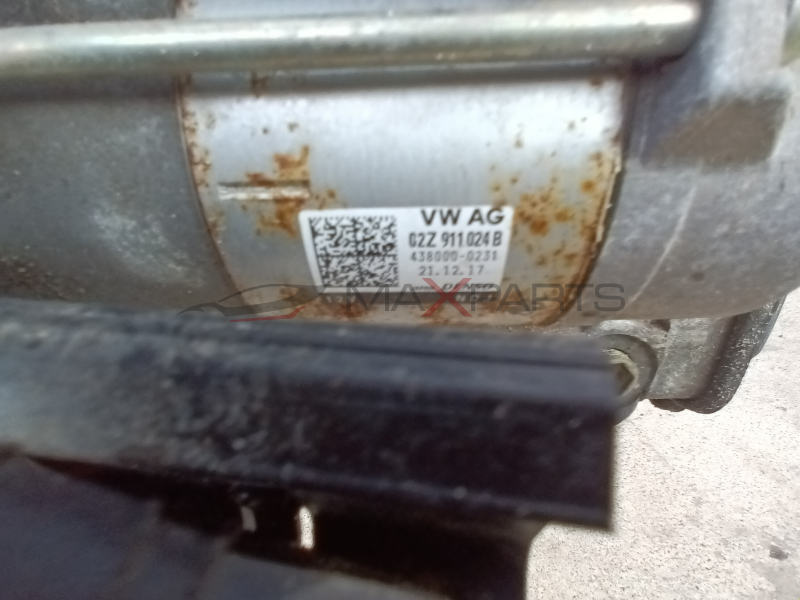 VW AG
02Z 911 024 B
438000-0231
21.12.17
MAXPARTS